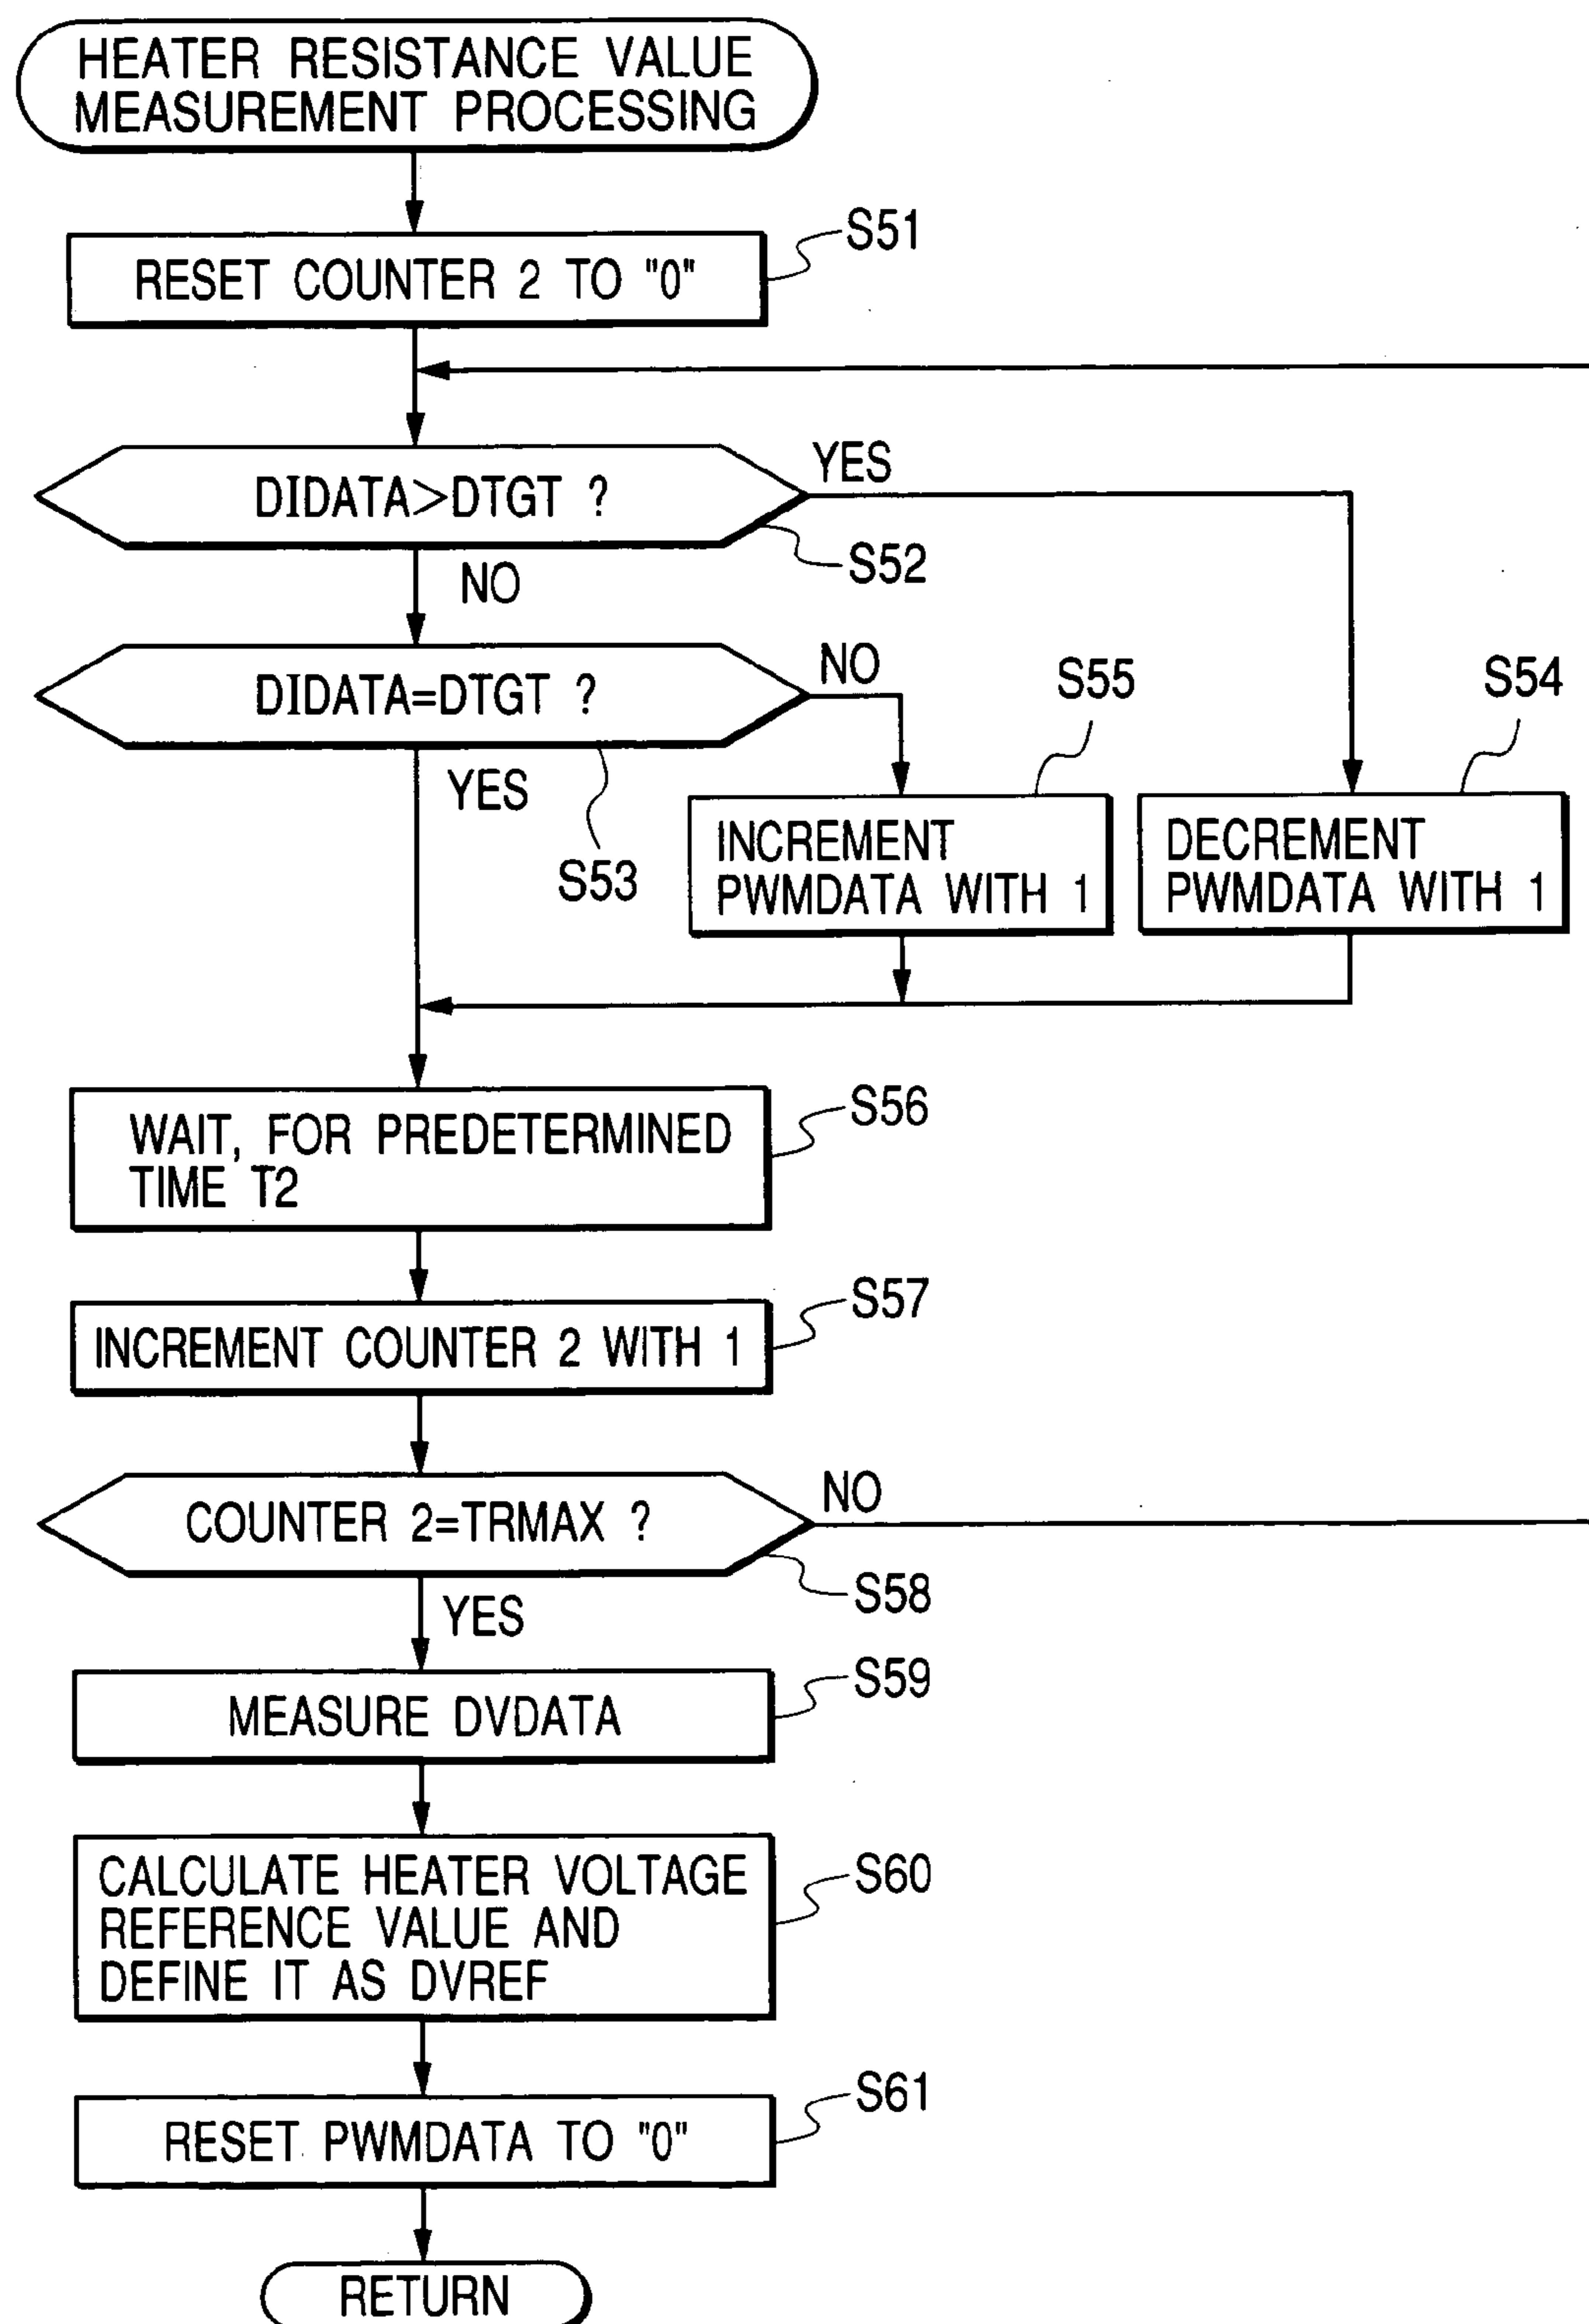 HEATER RESISTANCE VALUE
MEASUREMENT PROCESSING
S51
RESET COUNTER 2 TO "0"
DIDATA>DTGT ?
YES
S52
NO
DIDATA=DTGT ?
NO
S55
S54
YES
S53
INCREMENT
PWMDATA WITH 1
DECREMENT
PWMDATA WITH 1
S56
WAIT, FOR PREDETERMINED
TIME T2
S57
INCREMENT COUNTER 2 WITH 1
COUNTER 2=TRMAX ?
NO
S58
YES
S59
MEASURE DVDATA
S60
CALCULATE HEATER VOLTAGE
REFERENCE VALUE AND
DEFINE IT AS DVREF
S61
RESET PWMDATA TO "0"
RETURN